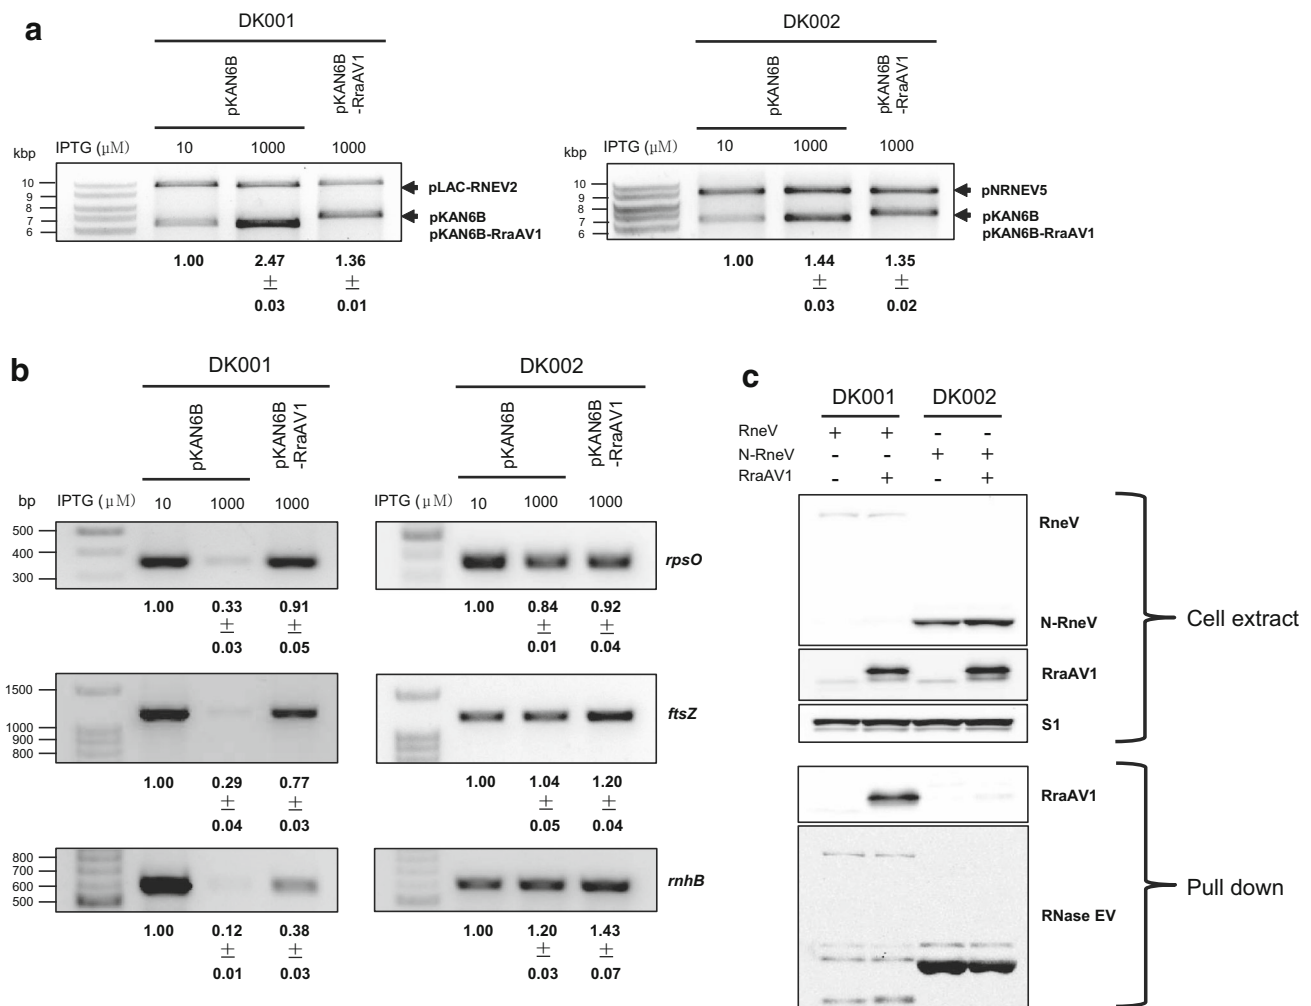 a
DK001
pKAN6B
pKAN6B
-RraAV1
IPTG (μM)
10
1000
1000
kbp
10
9
8
7
6
pLAC-RNEV2
pKAN6B
pKAN6B-RraAV1
1.00
2.47
±
0.03
1.36
±
0.01
DK002
pKAN6B
pKAN6B
-RraAV1
IPTG (μM)
10
1000
1000
kbp
10
9
8
7
6
pNRNEV5
pKAN6B
pKAN6B-RraAV1
1.00
1.44
±
0.03
1.35
±
0.02
b
DK001
pKAN6B
pKAN6B
-RraAV1
bp
IPTG (μM)
10
1000
1000
DK002
pKAN6B
pKAN6B
-RraAV1
IPTG (μM)
10
1000
1000
500
400
300
rpsO
1.00
0.33
±
0.03
0.91
±
0.05
1.00
0.84
±
0.01
0.92
±
0.04
1500
1000
900
800
ftsZ
1.00
0.29
±
0.04
0.77
±
0.03
1.00
1.04
±
0.05
1.20
±
0.04
800
700
600
500
rnhB
1.00
0.12
±
0.01
0.38
±
0.03
1.00
1.20
±
0.03
1.43
±
0.07
c
DK001
DK002
RneV + + - -
N-RneV - - + +
RraAV1 - + - +
RneV
N-RneV
RraAV1
S1
Cell extract
RraAV1
RNase EV
Pull down